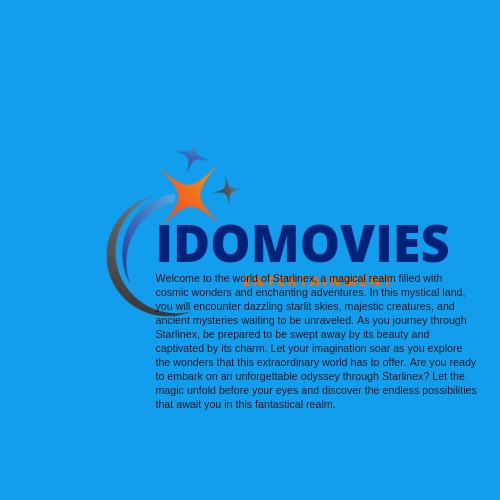 IDOMOVIES
ENTERTAINMENT
Welcome to the world of Starlinex, a magical realm filled with
cosmic wonders and enchanting adventures. In this mystical land,
you will encounter dazzling starlit skies, majestic creatures, and
ancient mysteries waiting to be unraveled. As you journey through
Starlinex, be prepared to be swept away by its beauty and
captivated by its charm. Let your imagination soar as you explore
the wonders that this extraordinary world has to offer. Are you ready
to embark on an unforgettable odyssey through Starlinex? Let the
magic unfold before your eyes and discover the endless possibilities
that await you in this fantastical realm.